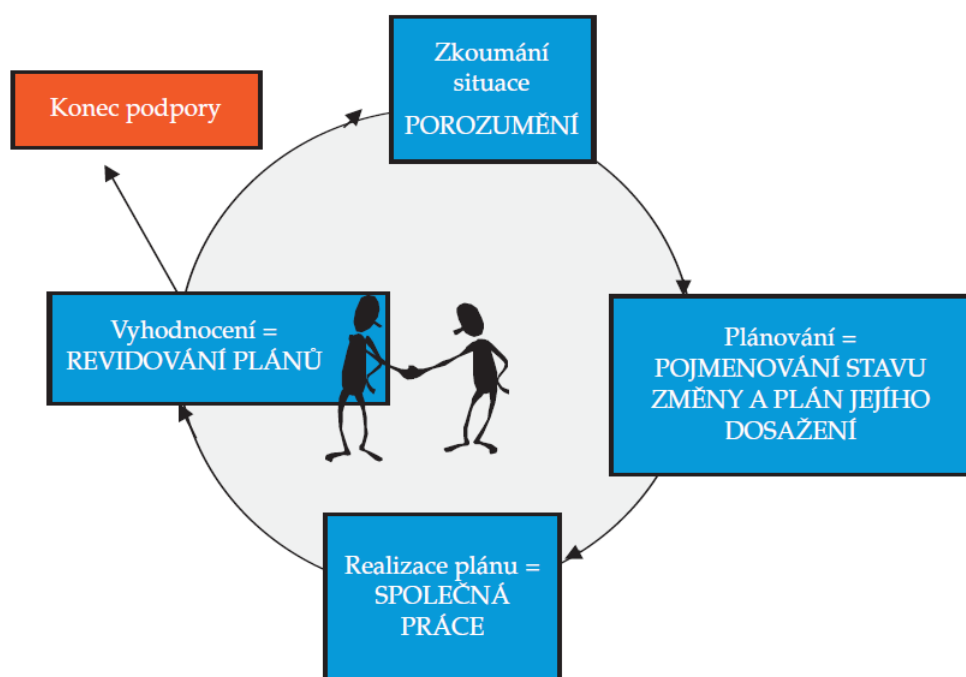 Zkoumání
situace
POROZUMĚNÍ
Konec podpory
Vyhodnocení =
REVIDOVÁNÍ PLÁNŮ
Plánování =
POJMENOVÁNÍ STAVU
ZMĚNY A PLÁN JEJÍHO
DOSAŽENÍ
Realizace plánu =
SPOLEČNÁ
PRÁCE